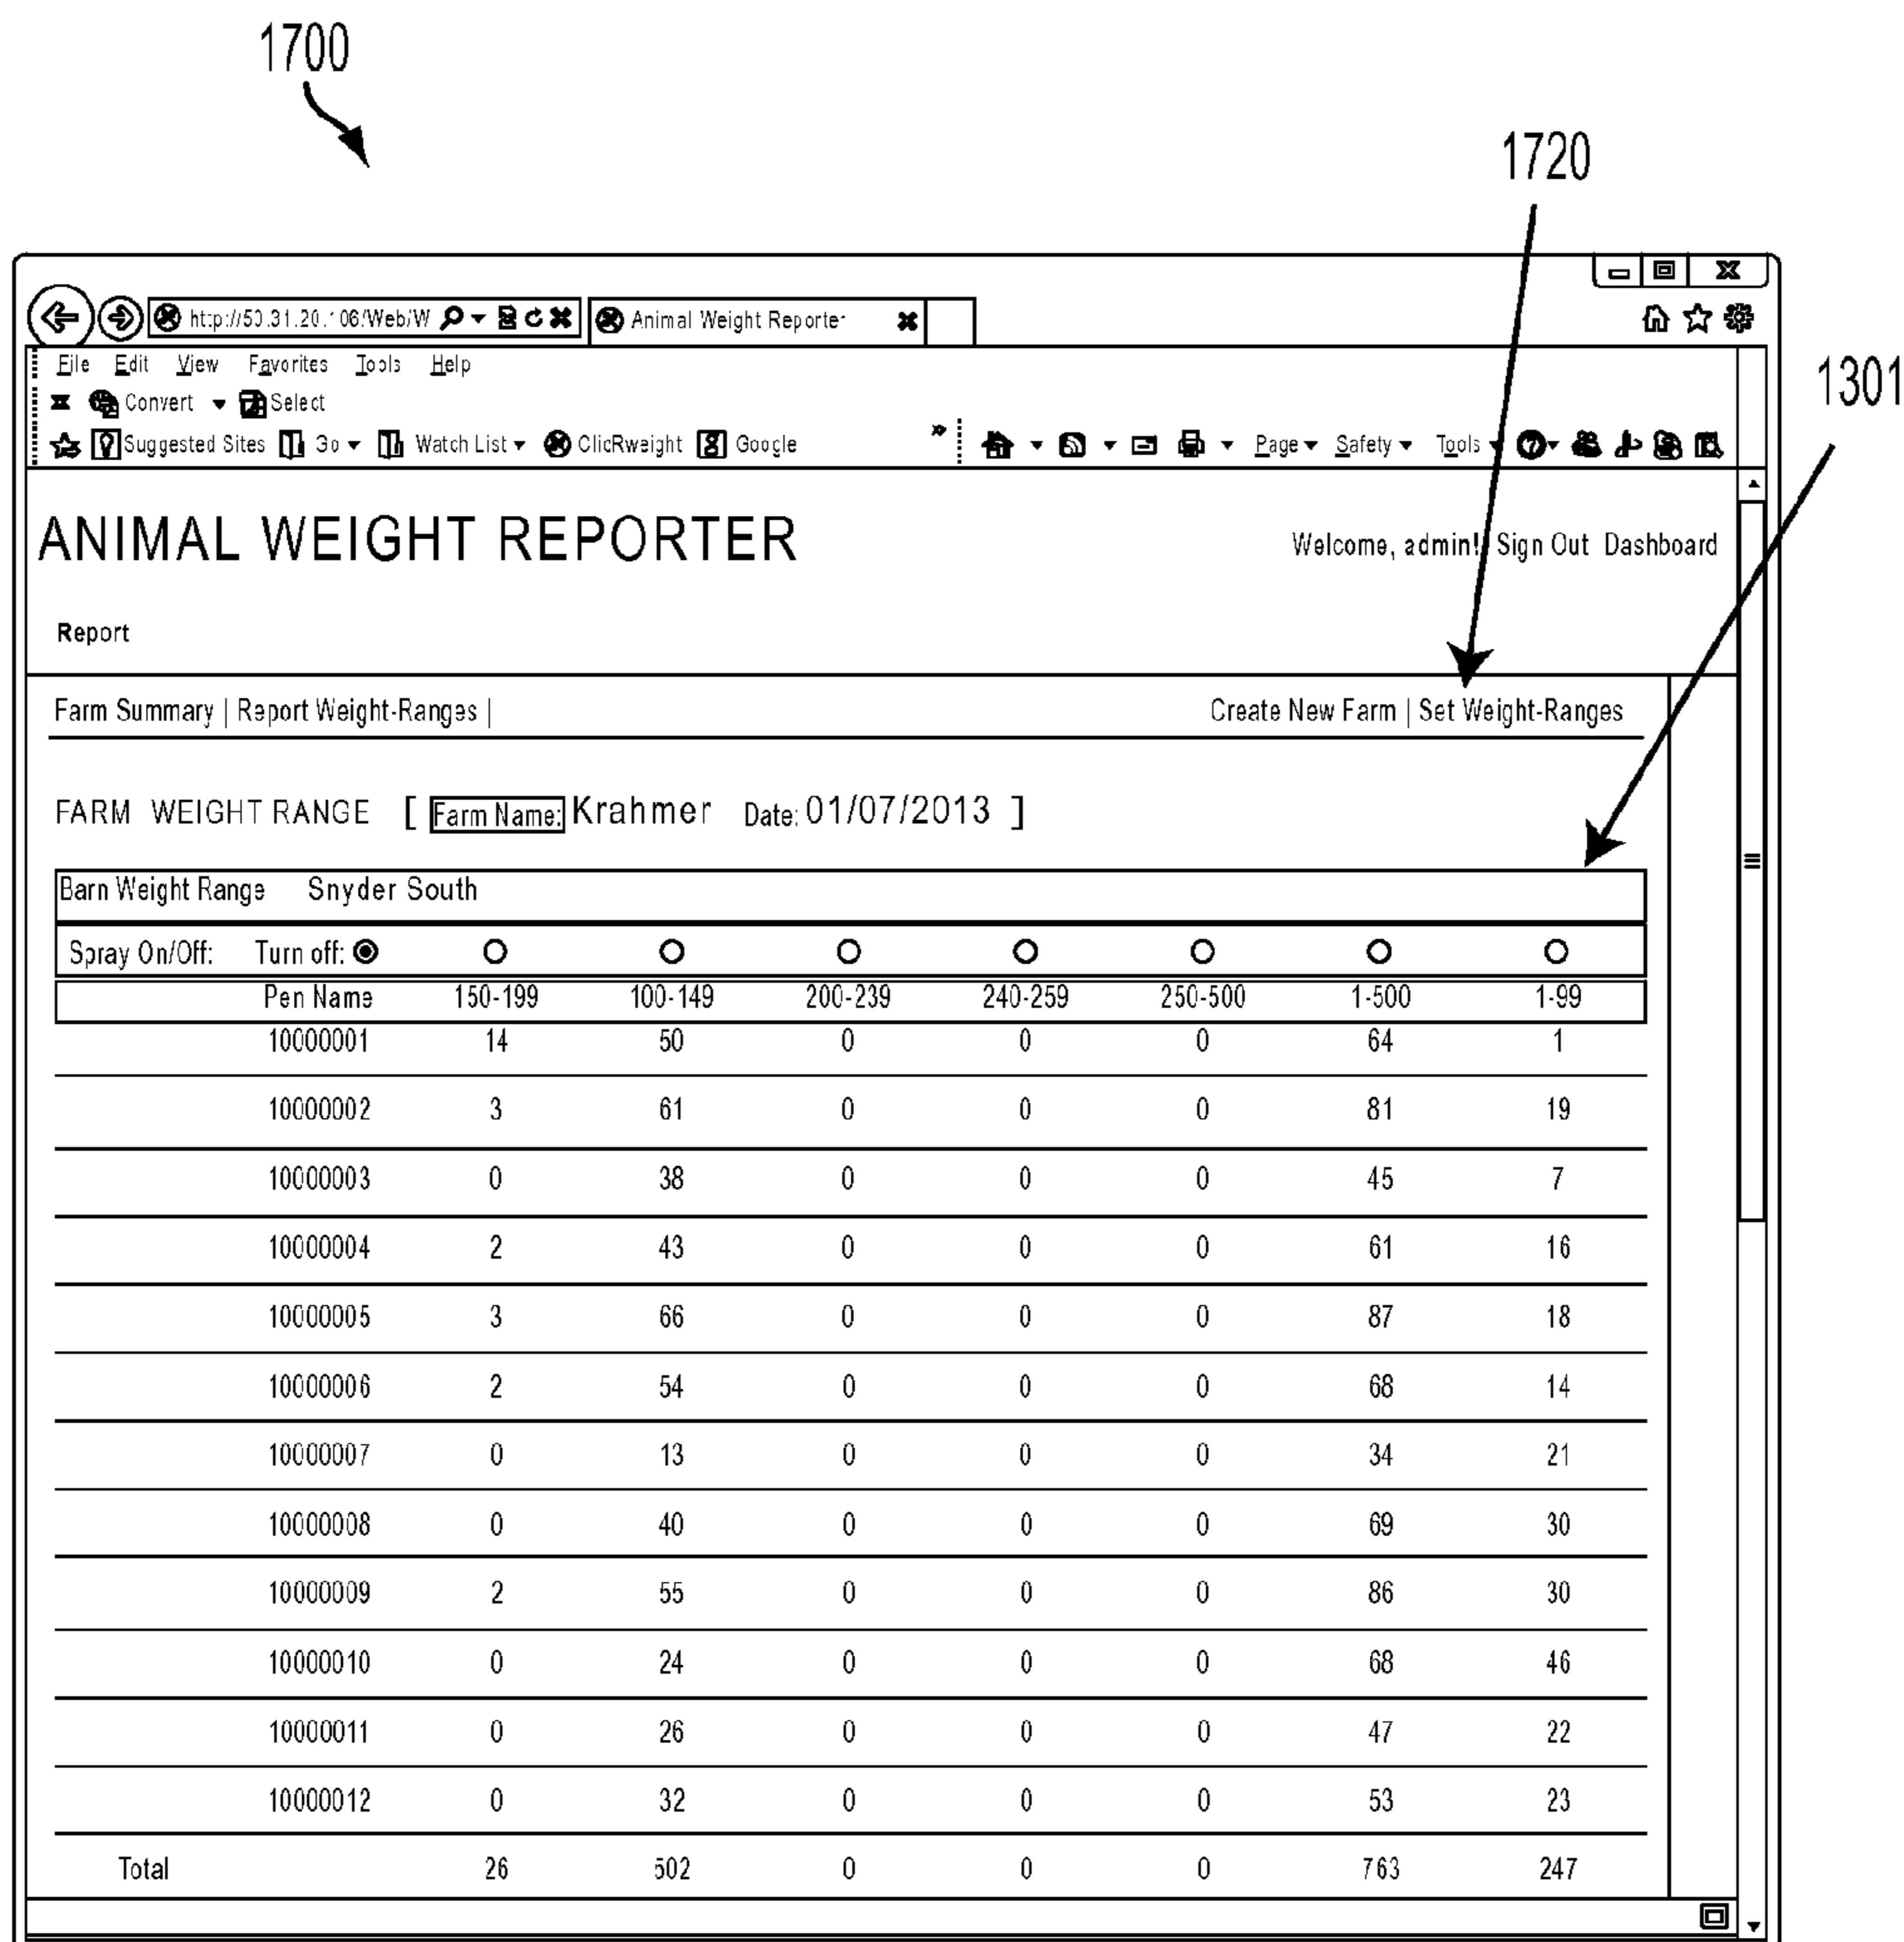 1700
1720
1301
http://50.31.20.106/Web/W
Animal Weight Reporter
File Edit View Favorites Tools Help
Convert Select
Suggested Sites Go Watch List ClicRweight Google Page Safety Tools
ANIMAL WEIGHT REPORTER
Welcome, admin! Sign Out Dashboard
Report
Farm Summary | Report Weight-Ranges | Create New Farm | Set Weight-Ranges
FARM WEIGHT RANGE [ Farm Name: Krahmer Date: 01/07/2013 ]
Barn Weight Range Snyder South
Spray On/Off: Turn off:
Pen Name 150-199 100-149 200-239 240-259 250-500 1-500 1-99
10000001 14 50 0 0 0 64 1
10000002 3 61 0 0 0 81 19
10000003 0 38 0 0 0 45 7
10000004 2 43 0 0 0 61 16
10000005 3 66 0 0 0 87 18
10000006 2 54 0 0 0 68 14
10000007 0 13 0 0 0 34 21
10000008 0 40 0 0 0 69 30
10000009 2 55 0 0 0 86 30
10000010 0 24 0 0 0 68 46
10000011 0 26 0 0 0 47 22
10000012 0 32 0 0 0 53 23
Total 26 502 0 0 0 763 247